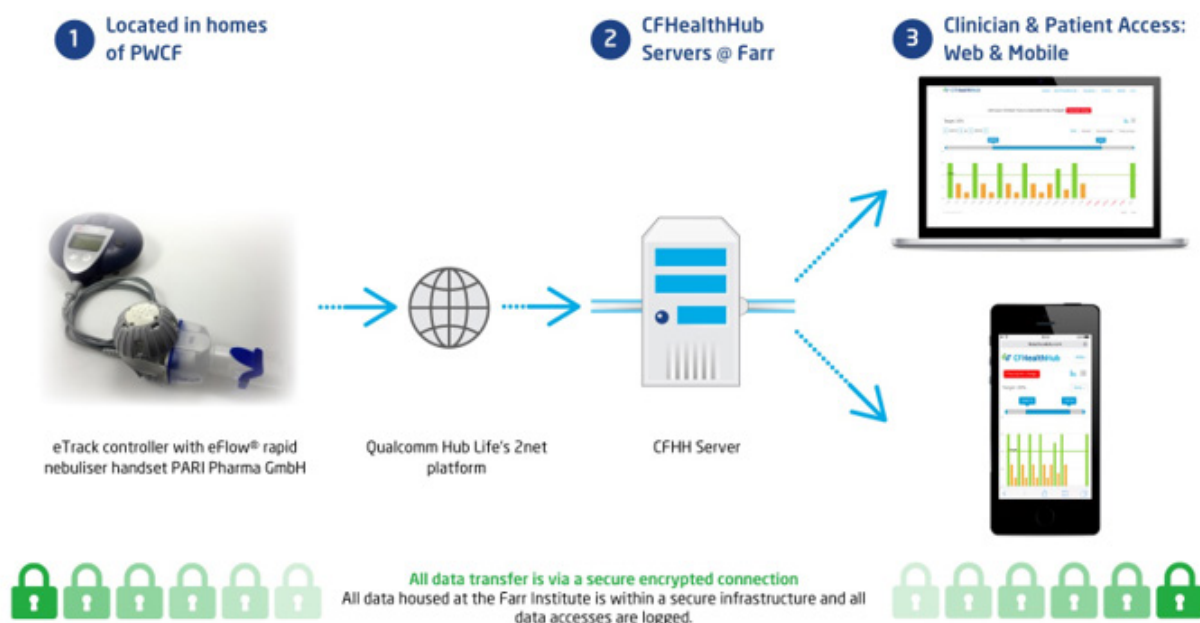 1
Located in homes
of PWCF
2
CFHealthHub
Servers @ Farr
3
Clinician & Patient Access:
Web & Mobile
eTrack controller with eFlow® rapid
nebuliser handset PARI Pharma GmbH
Qualcomm Hub Life's 2net
platform
CFHH Server
CFHealthHub
All data transfer is via a secure encrypted connection
All data housed at the Farr Institute is within a secure infrastructure and all
data accesses are logged.